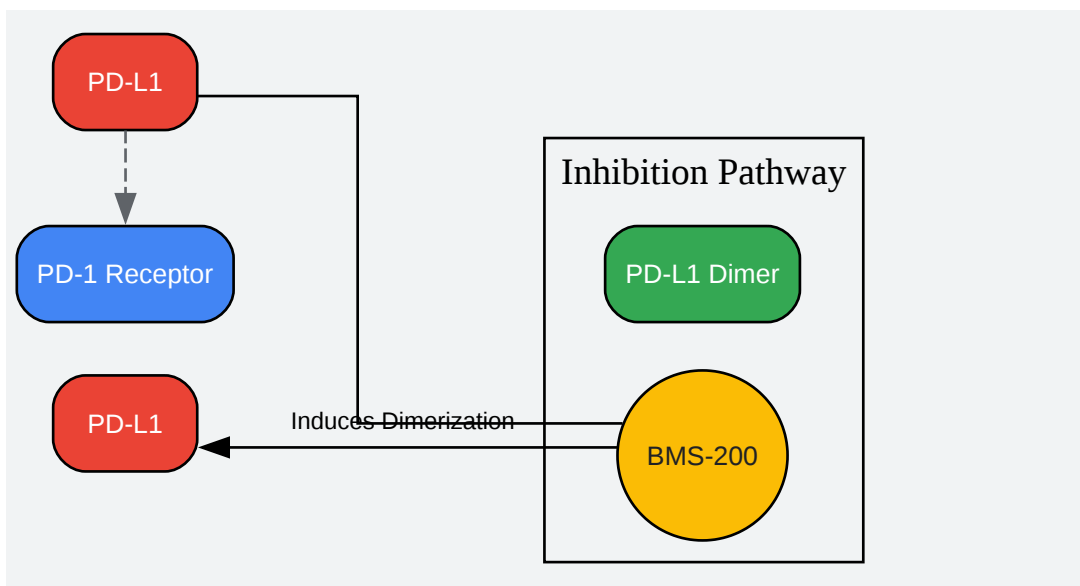 PD-L1
Inhibition Pathway
PD-1 Receptor
PD-L1 Dimer
PD-L1
Induces Dimerization
BMS-200